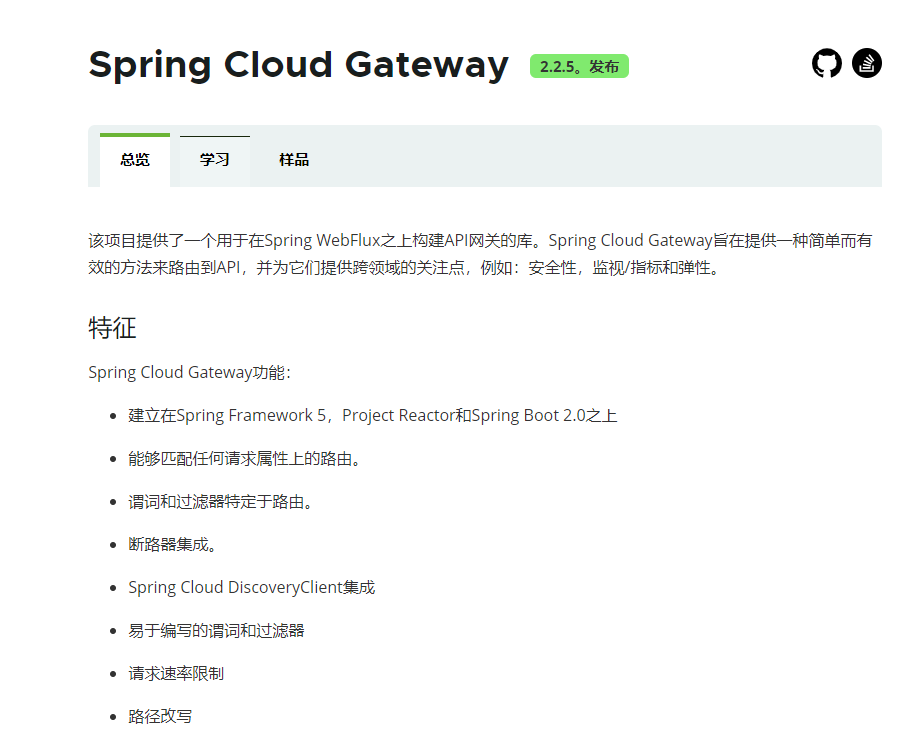 Spring Cloud Gateway 2.2.5。发布
总览 学习 样品
该项目提供了一个用于在Spring WebFlux之上构建API网关的库。Spring Cloud Gateway旨在提供一种简单而有
效的方法来路由到API，并为它们提供跨领域的关注点，例如：安全性，监视/指标和弹性。
特征
Spring Cloud Gateway功能：
建立在Spring Framework 5，Project Reactor和Spring Boot 2.0之上
能够匹配任何请求属性上的路由。
谓词和过滤器特定于路由。
断路器集成。
Spring Cloud DiscoveryClient集成
易于编写的谓词和过滤器
请求速率限制
路径改写